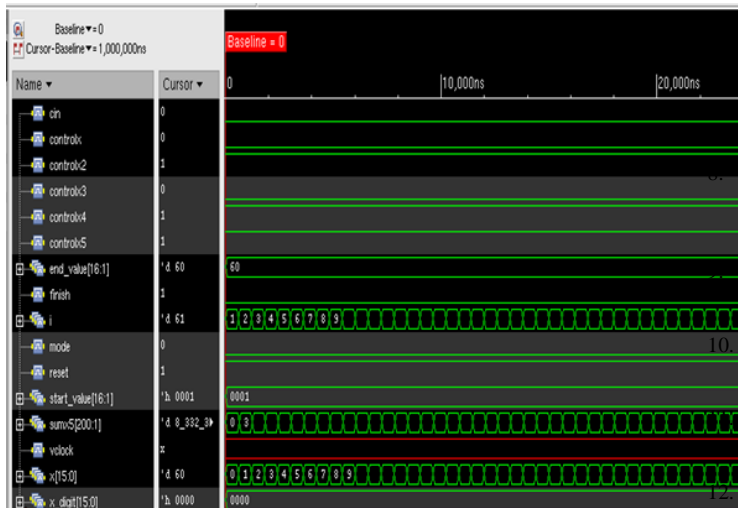 Baseline▼=0
Cursor-Baseline▼=1,000,000ns
Baseline = 0
Name▼ Cursor▼ 0 10,000ns 20,000ns
cin 0
controlx 0
controlx2 1
controlx3 0
controlx4 1
controlx5 1
end_value[16:1] 'd 60 60
finish 1
i 'd 61 1 2 3 4 5 6 7 8 9
mode 0 10.
reset 1
start_value[16:1] 'h 0001 0001
sumx5[200:1] 'd 8_332_3 0 3
vclock x
x[15:0] 'd 60 0 1 2 3 4 5 6 7 8 9
x_digit[15:0] 'h 0000 0000 12.